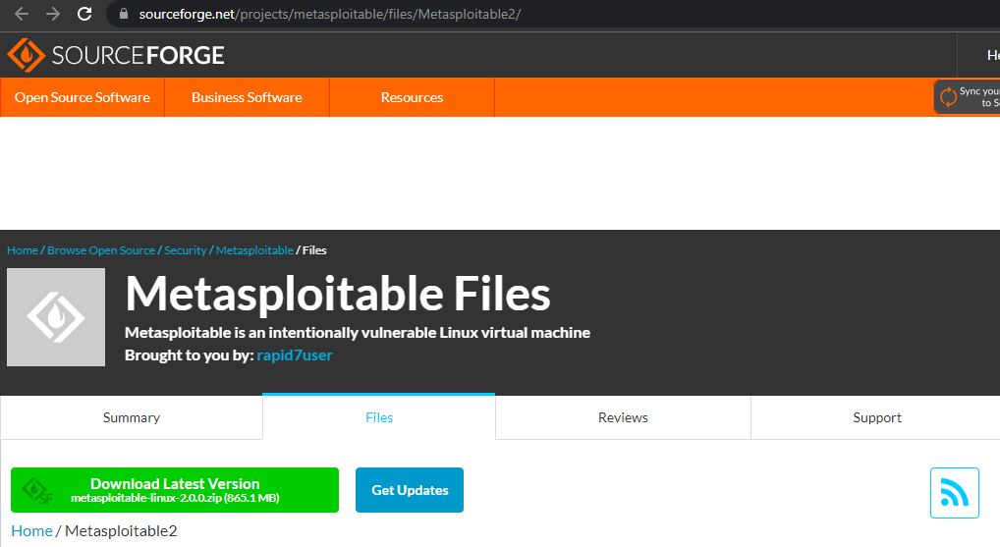 sourceforge.net/projects/metasploitable/files/Metasploitable2/
SOURCEFORGE
Open Source Software
Business Software
Resources
Sync you
to S
Home / Browse Open Source / Security / Metasploitable / Files
Metasploitable Files
Metasploitable is an intentionally vulnerable Linux virtual machine
Brought to you by: rapid7user
Summary
Files
Reviews
Support
Download Latest Version
metasploitable-linux-2.0.0.zip (865.1 MB)
SF
Get Updates
Home / Metasploitable2